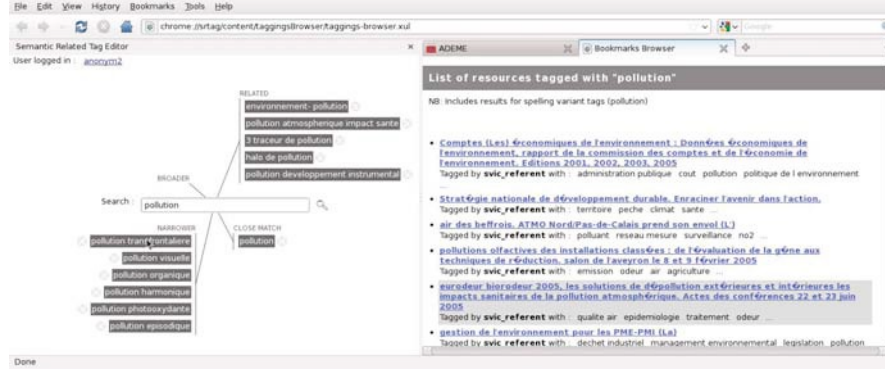 File Edit View History Bookmarks Tools Help
chrome://srtag/content/taggingsBrowser/taggings-browser.xul
Google
Semantic Related Tag Editor
ADEME
Bookmarks Browser
User logged in : anonym2
RELATED
environnement- pollution
pollution atmospherique impact sante
3 traceur de pollution
halo de pollution
pollution developpement instrumental
BROADER
Search : pollution
NARROWER
pollution transfrontaliere
pollution visuelle
pollution organique
pollution harmonique
pollution photooxydante
pollution episodique
CLOSE MATCH
pollution
List of resources tagged with "pollution"
NB: Includes results for spelling variant tags (pollution)
• Comptes (Les) �conomiques de l'environnement : Donn�es �conomiques de
l'environnement, rapport de la commission des comptes et de l'�conomie de
l'environnement. Editions 2001, 2002, 2003, 2005
Tagged by svic_referent with : administration publique cout pollution politique de l environnement
...
• Strat�gie nationale de d�veloppement durable. Enraciner l'avenir dans l'action.
Tagged by svic_referent with : territoire peche climat sante ...
• air des beffrois. ATMO Nord/Pas-de-Calais prend son envol (L')
Tagged by svic_referent with : polluant reseau mesure surveillance no2 ...
• pollutions olfactives des installations class�es : de l'�valuation de la g�ne aux
techniques de r�duction. salon de l'aveyron le 8 et 9 f�vrier 2005
Tagged by svic_referent with : emission odeur air agriculture ...
• eurodeur biorodeur 2005, les solutions de d�pollution ext�rieures et int�rieures les
impacts sanitaires de la pollution atmosph�rique. Actes des conf�rences 22 et 23 juin
2005
Tagged by svic_referent with : qualite air epidemiologie traitement odeur ...
• gestion de l'environnement pour les PME-PMI (La)
Tagged by svic_referent with : dechet industriel management environnemental legislation pollution
Done